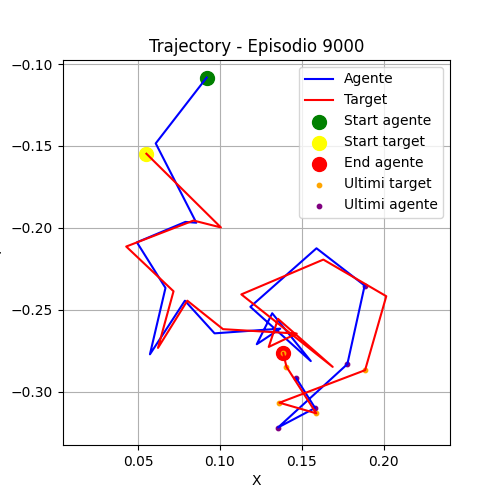 Trajectory - Episodio 9000
Agente
Target
Start agente
Start target
End agente
Ultimi target
Ultimi agente
−0.10
−0.15
−0.20
−0.25
−0.30
0.05 0.10 0.15 0.20
X